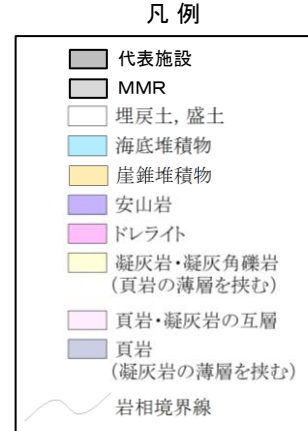 凡 例
代表施設
MMR
埋戻土, 盛土
海底堆積物
崖錐堆積物
安山岩
ドレライト
凝灰岩・凝灰角礫岩
(頁岩の薄層を挟む)
頁岩・凝灰岩の互層
頁岩
(凝灰岩の薄層を挟む)
岩相境界線